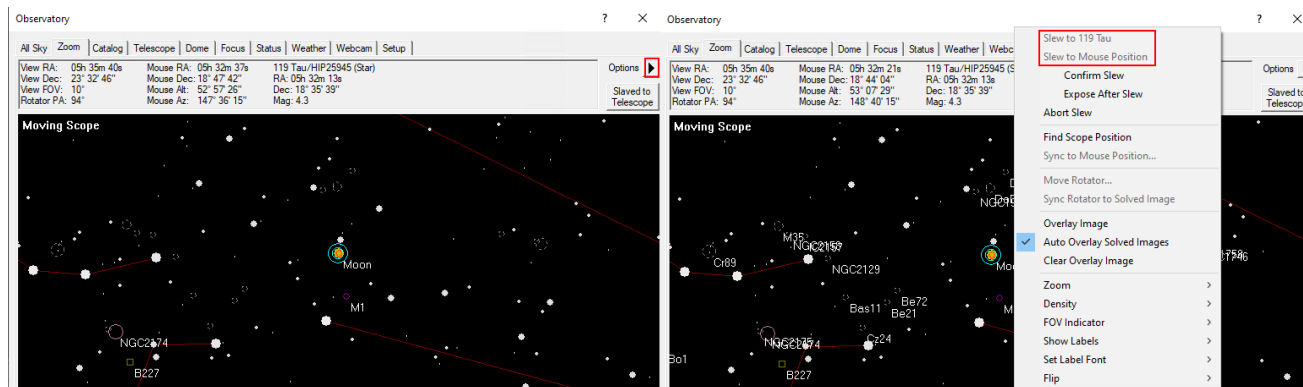 Observatory
? ×
All Sky Zoom Catalog Telescope Dome Focus Status Weather Webcam Setup
View RA: 05h 35m 40s Mouse RA: 05h 32m 37s 119 Tau/HIP25945 (Star)
View Dec: 23° 32' 46" Mouse Dec: 18° 47' 42" RA: 05h 32m 13s
View FOV: 10° Mouse Alt: 52° 57' 26" Dec: 18° 35' 39"
Rotator PA: 94° Mouse Az: 147° 36' 15" Mag: 4.3
Options
Slaved to
Telescope
Moving Scope
Moon
M1
NGC2174
B227
Observatory
? ×
All Sky Zoom Catalog Telescope Dome Focus Status Weather Webc
View RA: 05h 35m 40s Mouse RA: 05h 32m 21s 119 Tau/HIP25945 (S
View Dec: 23° 32' 46" Mouse Dec: 18° 44' 04" RA: 05h 32m 13s
View FOV: 10° Mouse Alt: 53° 07' 29" Dec: 18° 35' 39"
Rotator PA: 94° Mouse Az: 148° 40' 15" Mag: 4.3
Options
Slaved to
Telescope
Moving Scope
M35
NGC2158
Cr89
NGC2129
Bas11
Be72
Be21
NGC2175
NGC2174
Cz24
Bo1
B227
Moo
M
Slew to 119 Tau
Slew to Mouse Position
Confirm Slew
Expose After Slew
Abort Slew
Find Scope Position
Sync to Mouse Position...
Move Rotator...
Sync Rotator to Solved Image
Overlay Image
✓ Auto Overlay Solved Images
Clear Overlay Image
Zoom >
Density >
FOV Indicator >
Show Labels >
Set Label Font >
Flip >